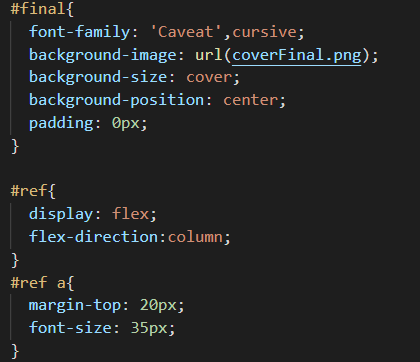 #final{
font-family: 'Caveat',cursive;
background-image: url(coverFinal.png);
background-size: cover;
background-position: center;
padding: 0px;
}
#ref{
display: flex;
flex-direction:column;
}
#ref a{
margin-top: 20px;
font-size: 35px;
}